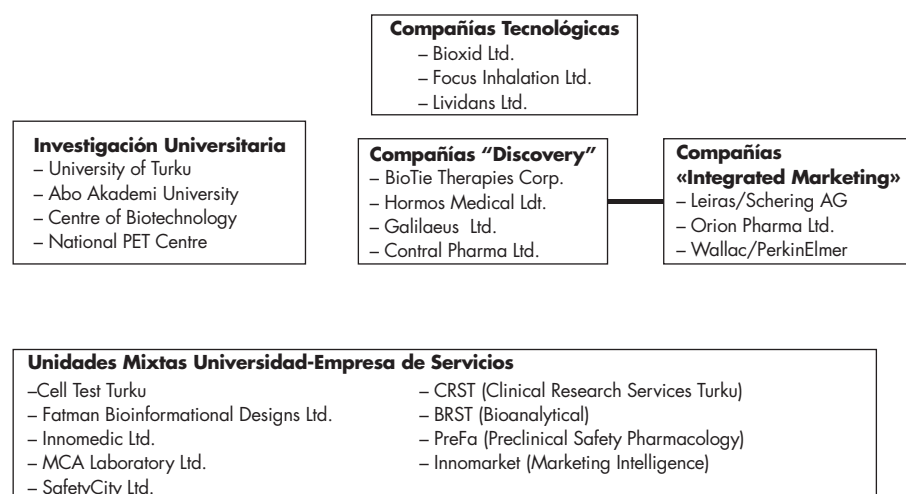 Compañías Tecnológicas
– Bioxid Ltd.
– Focus Inhalation Ltd.
– Lividans Ltd.
Investigación Universitaria
– University of Turku
– Abo Akademi University
– Centre of Biotechnology
– National PET Centre
Compañías “Discovery”
– BioTie Therapies Corp.
– Hormos Medical Ldt.
– Galilaeus Ltd.
– Contral Pharma Ltd.
Compañías
«Integrated Marketing»
– Leiras/Schering AG
– Orion Pharma Ltd.
– Wallac/PerkinElmer
Unidades Mixtas Universidad-Empresa de Servicios
–Cell Test Turku
– Fatman Bioinformational Designs Ltd.
– Innomedic Ltd.
– MCA Laboratory Ltd.
– SafetyCity Ltd.
– CRST (Clinical Research Services Turku)
– BRST (Bioanalytical)
– PreFa (Preclinical Safety Pharmacology)
– Innomarket (Marketing Intelligence)